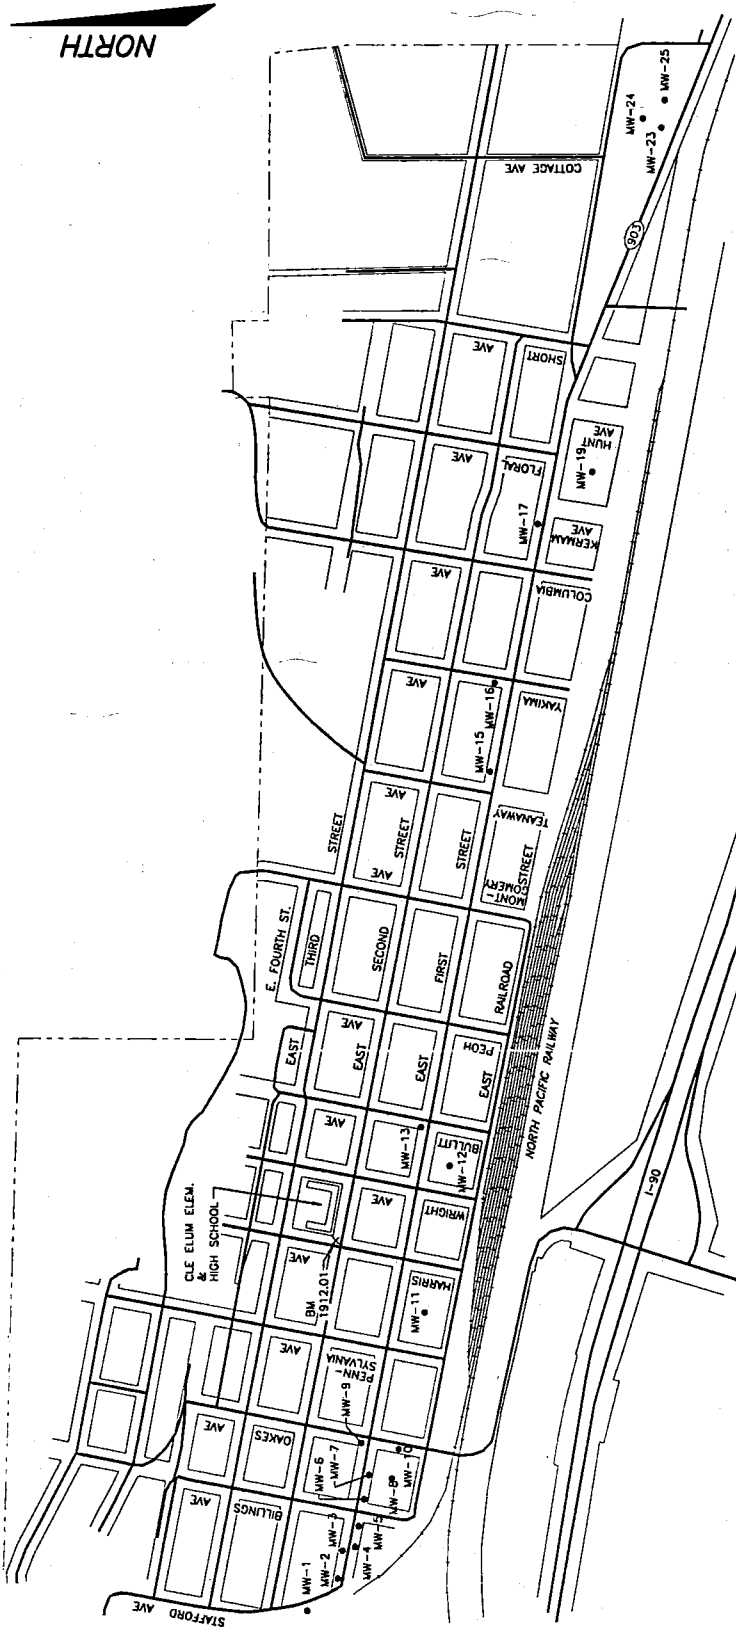 NORTH
MW-25
MW-24
MW-23
COTTAGE AVE
903
SHORT
AVE
HUNT
AVE
MW-19
FLORAL
AVE
MW-17
KERMAM
AVE
COLUMBIA
AVE
YAKIMA
AVE
MW-16
MW-15
TEANAWAY
AVE
STREET
STREET
STREET
STREET
MONT-
GOMERY
AVE
E. FOURTH ST.
THIRD
SECOND
FIRST
RAILROAD
EAST
EAST
EAST
EAST
PEOH
AVE
NORTH PACIFIC RAILWAY
I-90
MW-13
BULLITT
AVE
MW-12
WRIGHT
AVE
CLE ELUM ELEM.
&
HIGH SCHOOL
BM
1912.01
HARRIS
AVE
MW-11
PENN-
SYLVANIA
AVE
MW-9
MW-7
MW-6
MW-8
MW-10
OAKES
AVE
BILLINGS
AVE
MW-3
MW-5
MW-4
MW-2
MW-1
STAFFORD AVE